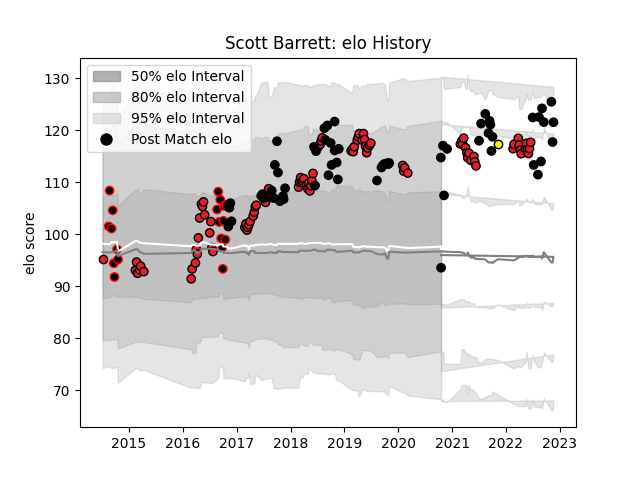 Scott Barrett: elo History
50% elo Interval
80% elo Interval
95% elo Interval
Post Match elo
elo score
130
120
110
100
90
80
70
2015 2016 2017 2018 2019 2020 2021 2022 2023